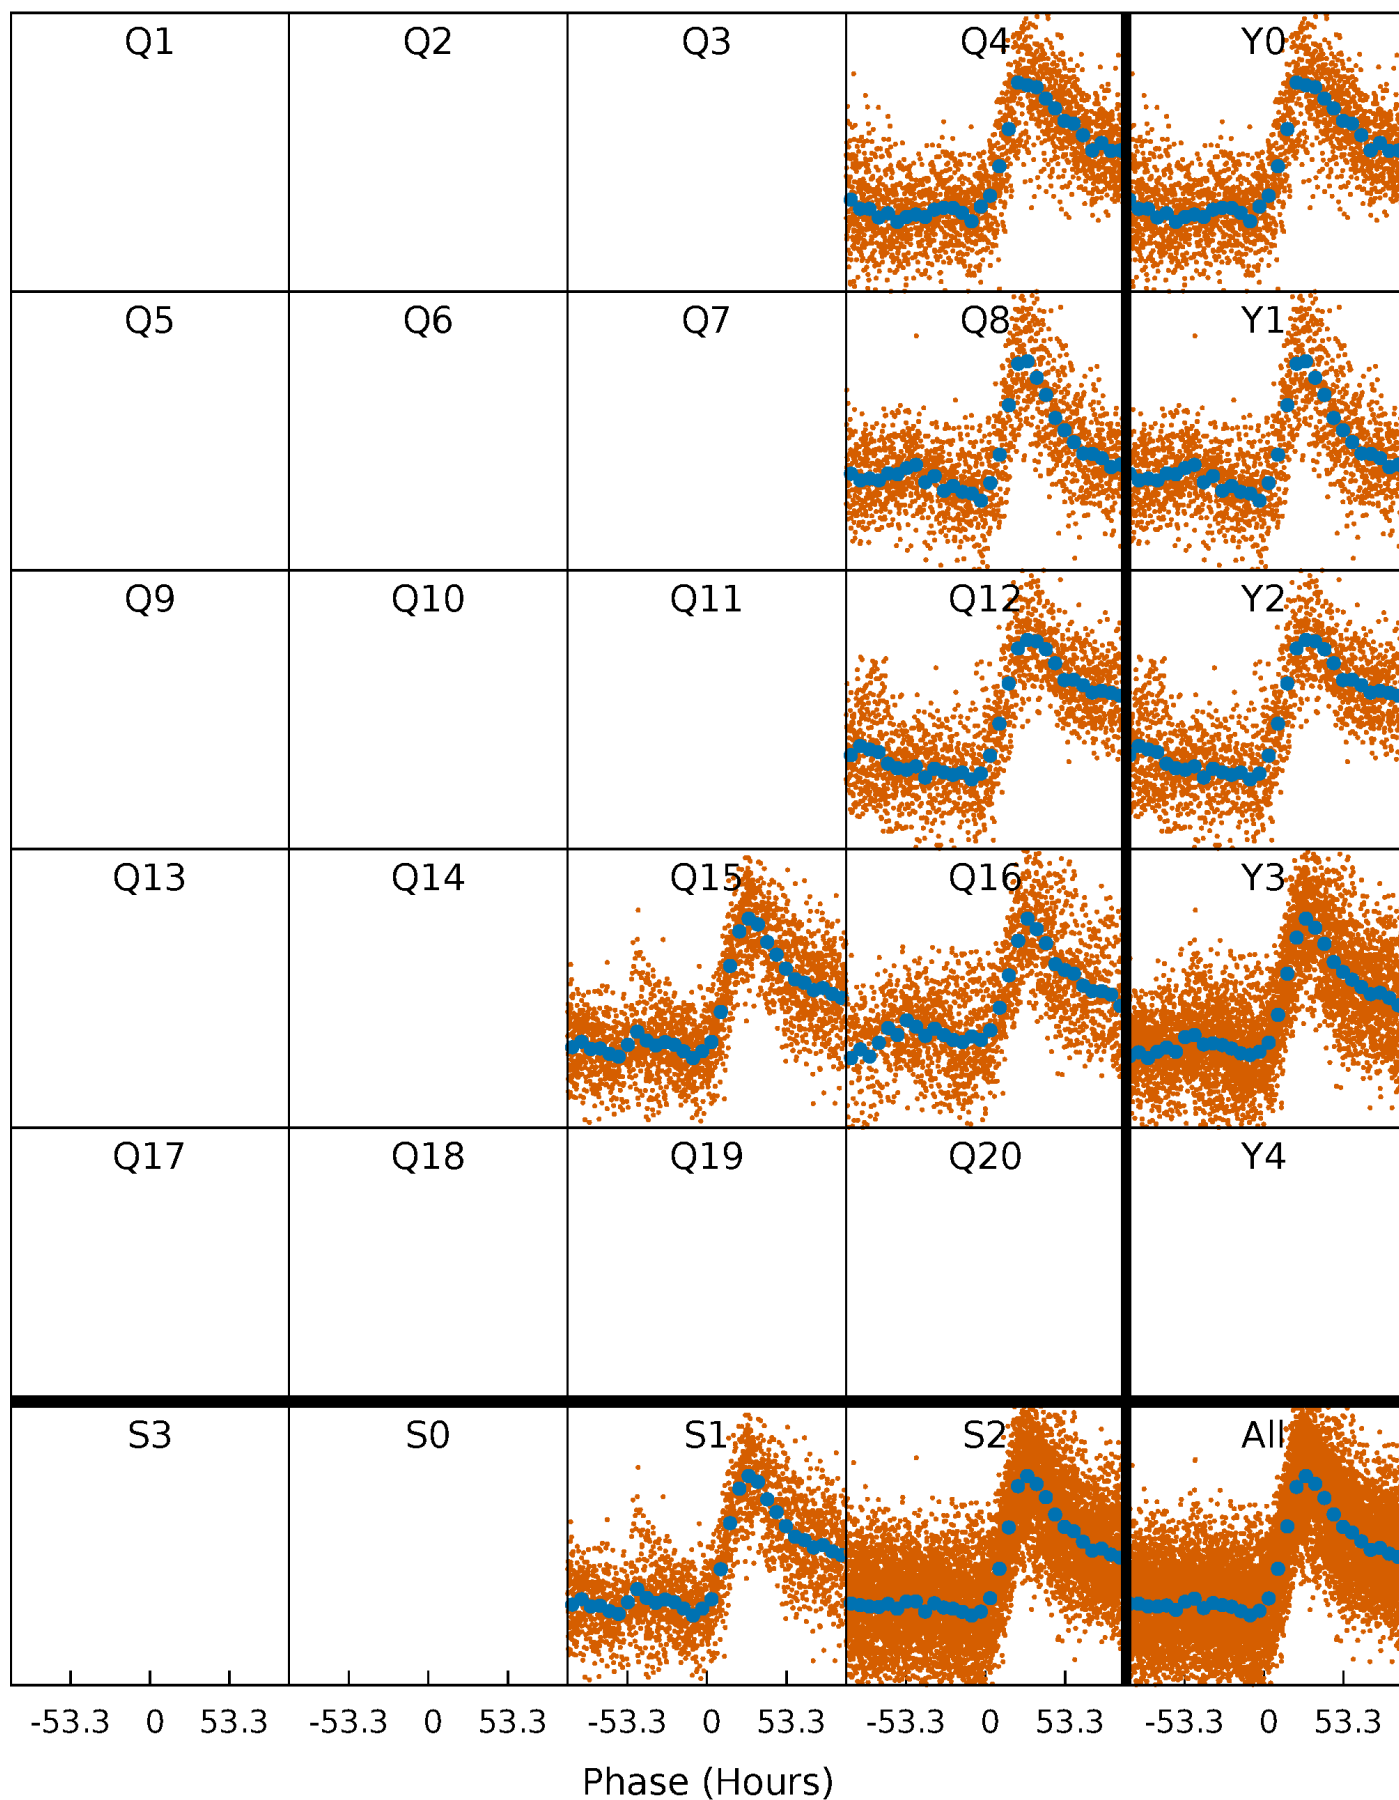 Q1 Q2 Q3 Q4 Y0
Q5 Q6 Q7 Q8 Y1
Q9 Q10 Q11 Q12 Y2
Q13 Q14 Q15 Q16 Y3
Q17 Q18 Q19 Q20 Y4
S3 S0 S1 S2 All
-53.3 0 53.3 -53.3 0 53.3 -53.3 0 53.3 -53.3 0 53.3 -53.3 0 53.3
Phase (Hours)